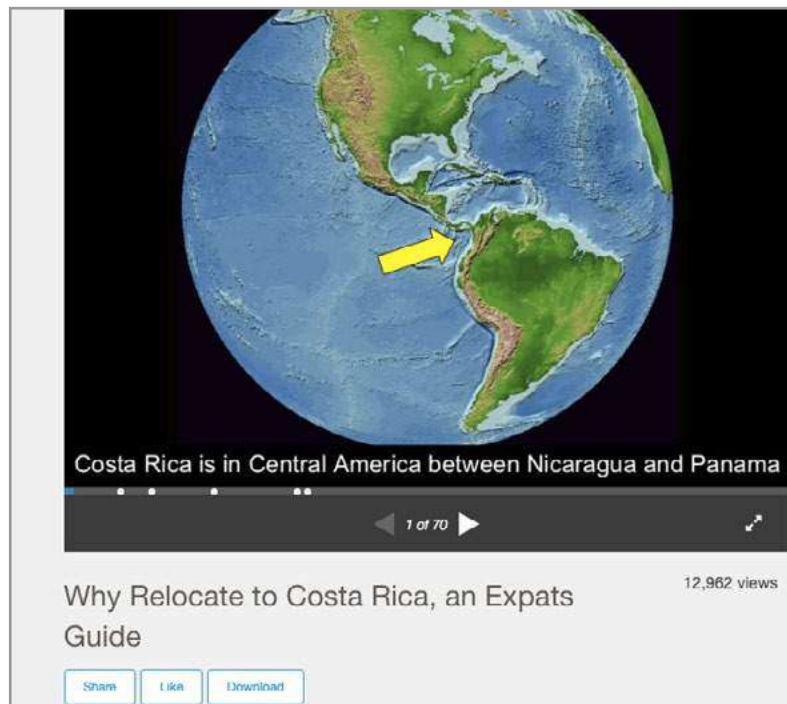 Costa Rica is in Central America between Nicaragua and Panama
1 of 70
Why Relocate to Costa Rica, an Expats
Guide
12,962 views
Share
Like
Download